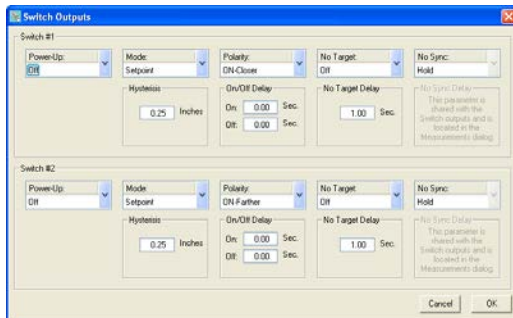 Switch Outputs
Switch #1
Power-Up: Mode: Polarity: No Target: No Sync:
Off Setpoint ON-Closer Off Hold
Hystersis On/Off Delay No Target Delay No Sync Delay
0.25 Inches On: 0.00 Sec. 1.00 Sec. This parameter is
Off: 0.00 Sec. shared with the
Switch outputs and is
located in the
Measurements dialog.
Switch #2
Power-Up: Mode: Polarity: No Target: No Sync:
Off Setpoint ON-Farther Off Hold
Hystersis On/Off Delay No Target Delay No Sync Delay
0.25 Inches On: 0.00 Sec. 1.00 Sec. This parameter is
Off: 0.00 Sec. shared with the
Switch outputs and is
located in the
Measurements dialog.
Cancel OK